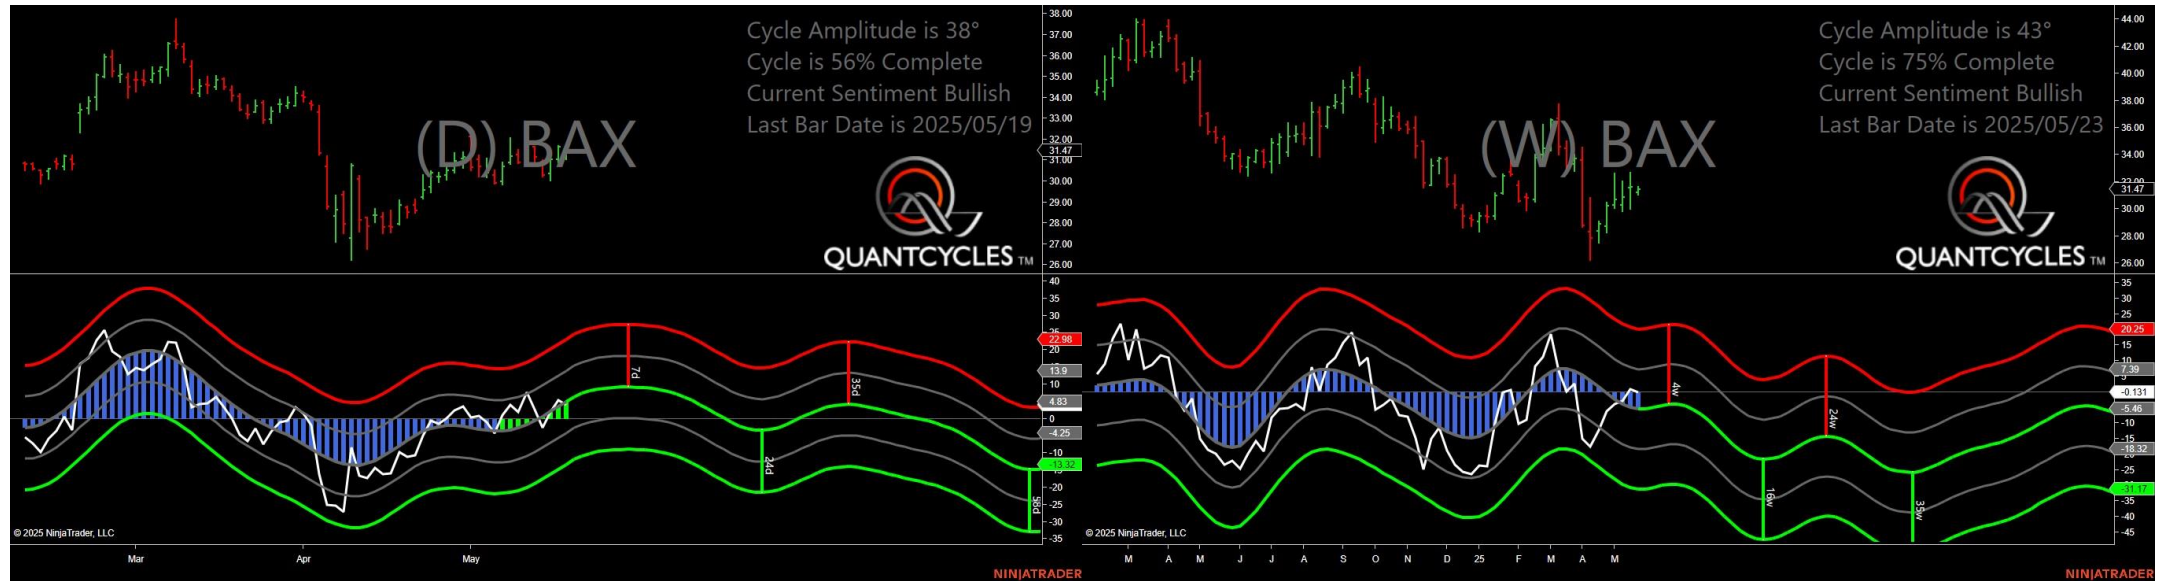 Cycle Amplitude is 38°
Cycle is 56% Complete
Current Sentiment Bullish
Last Bar Date is 2025/05/19
(D) BAX
QUANTCYCLES TM
38.00
37.00
36.00
35.00
34.00
33.00
32.00
31.47
30.00
29.00
28.00
27.00
26.00
40
35
30
25
22.98
20
15
13.9
10
4.83
0
-4.25
-10
-13.32
-20
-25
-30
-35
7d
24d
35d
58d
© 2025 NinjaTrader, LLC
Mar
Apr
May
NINJATRADER
Cycle Amplitude is 43°
Cycle is 75% Complete
Current Sentiment Bullish
Last Bar Date is 2025/05/23
(W) BAX
QUANTCYCLES TM
44.00
42.00
40.00
38.00
36.00
34.00
32.00
31.47
30.00
28.00
26.00
35
30
25
20.25
15
10
7.39
-0.131
-5.46
-10
-15
-18.32
-25
-31.17
-35
-40
-45
4w
16w
24w
35w
© 2025 NinjaTrader, LLC
M
A
M
J
J
A
S
O
N
D
25
F
M
A
M
NINJATRADER